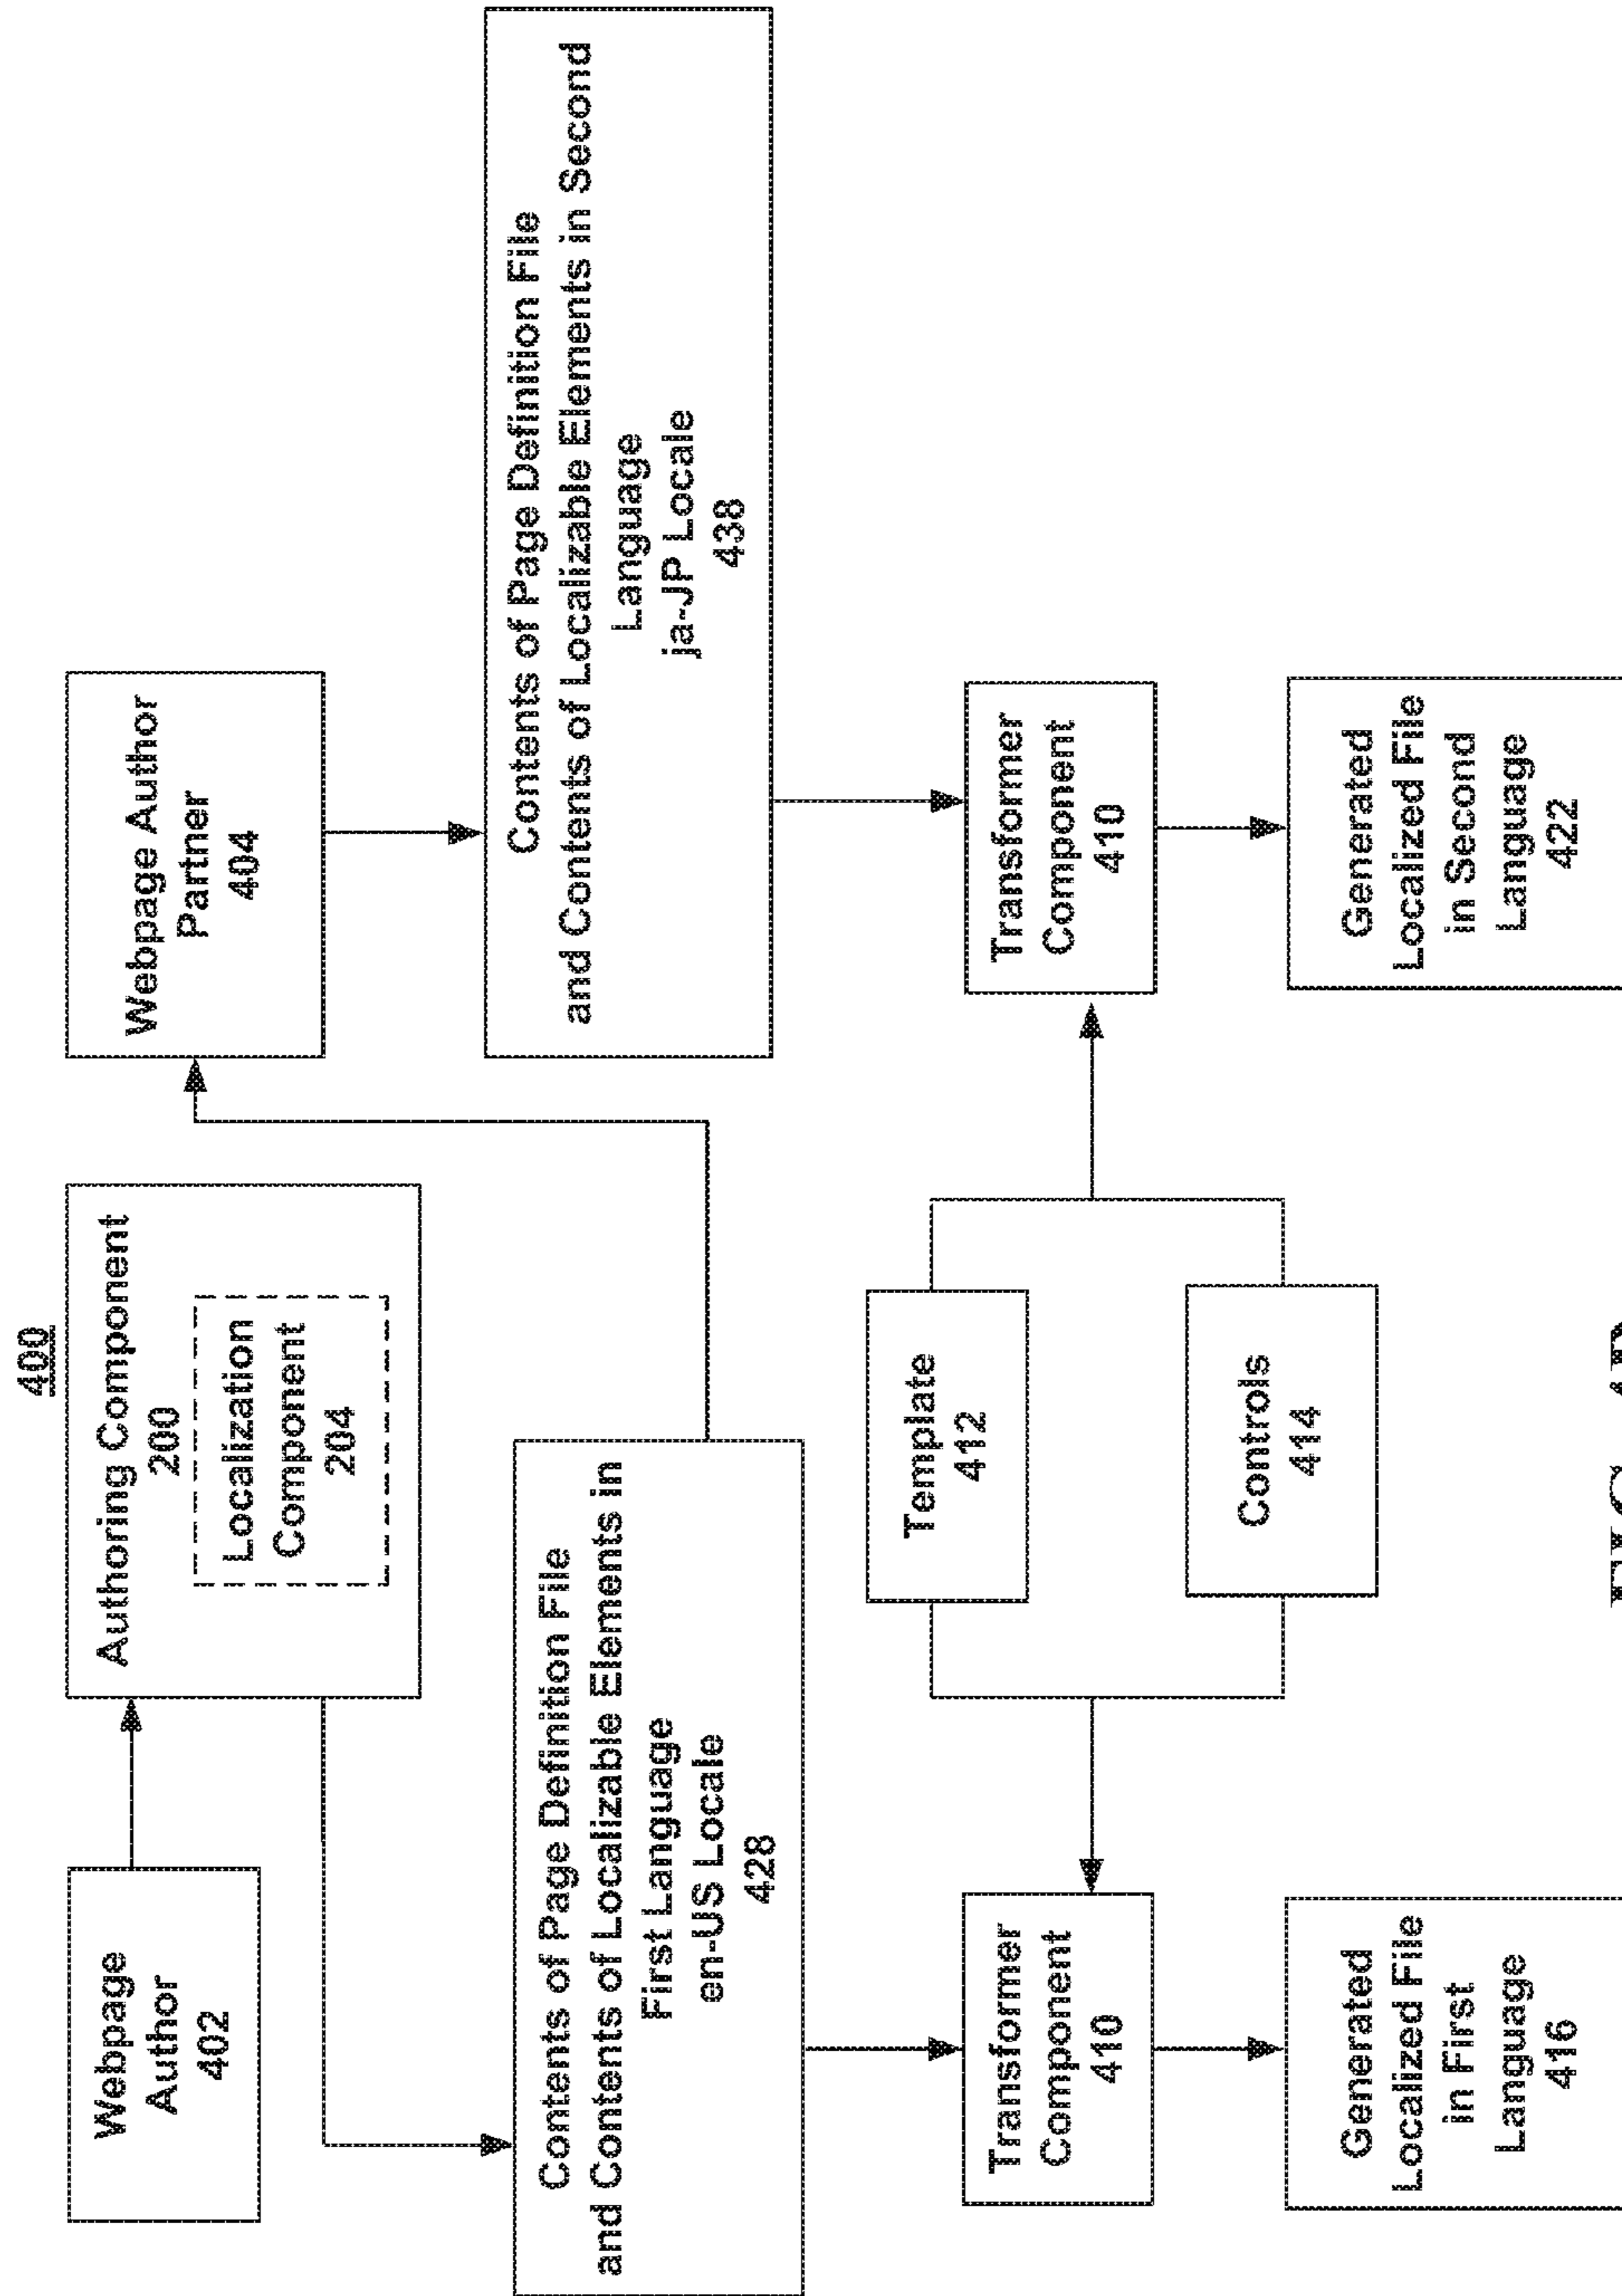 400
Webpage
Author
402
Authoring Component
200
Localization
Component
204
Webpage Author
Partner
404
Contents of Page Definition File
and Contents of Localizable Elements in
First Language
en-US Locale
428
Contents of Page Definition File
and Contents of Localizable Elements in Second
Language
ja-JP Locale
438
Transformer
Component
410
Template
412
Controls
414
Transformer
Component
410
Generated
Localized File
in First
Language
416
Generated
Localized File
in Second
Language
422
FIG.